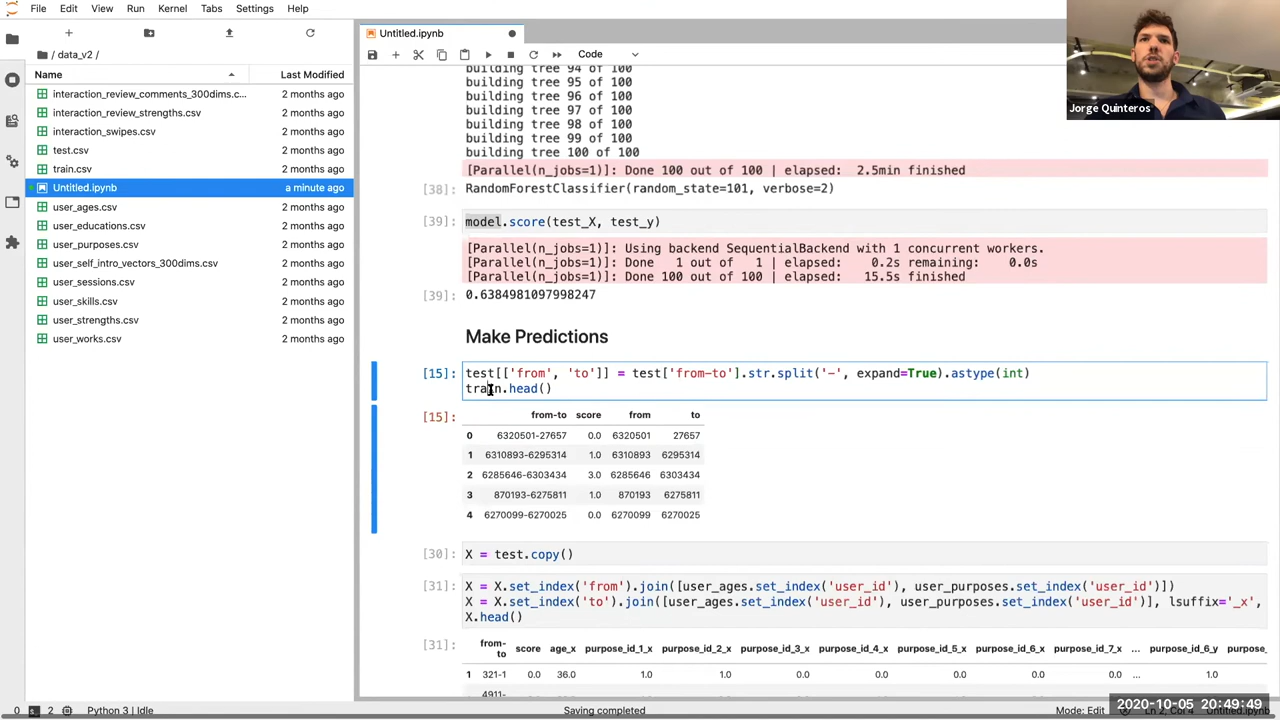 File Edit View Run Kernel Tabs Settings Help
/ data_v2 /
Name Last Modified
interaction_review_comments_300dims.c... 2 months ago
interaction_review_strengths.csv 2 months ago
interaction_swipes.csv 2 months ago
test.csv 2 months ago
train.csv 2 months ago
Untitled.ipynb a minute ago
user_ages.csv 2 months ago
user_educations.csv 2 months ago
user_purposes.csv 2 months ago
user_self_intro_vectors_300dims.csv 2 months ago
user_sessions.csv 2 months ago
user_skills.csv 2 months ago
user_strengths.csv 2 months ago
user_works.csv 2 months ago
Untitled.ipynb
Code
building tree 94 of 100
building tree 95 of 100
building tree 96 of 100
building tree 97 of 100
building tree 98 of 100
building tree 99 of 100
building tree 100 of 100
[Parallel(n_jobs=1)]: Done 100 out of 100 | elapsed: 2.5min finished
[38]: RandomForestClassifier(random_state=101, verbose=2)
[39]: model.score(test_X, test_y)
[Parallel(n_jobs=1)]: Using backend SequentialBackend with 1 concurrent workers.
[Parallel(n_jobs=1)]: Done 1 out of 1 | elapsed: 0.2s remaining: 0.0s
[Parallel(n_jobs=1)]: Done 100 out of 100 | elapsed: 15.5s finished
[39]: 0.6384981097998247
Make Predictions
[15]: test[['from', 'to']] = test['from-to'].str.split('-', expand=True).astype(int)
train.head()
[15]: from-to score from to
0 6320501-27657 0.0 6320501 27657
1 6310893-6295314 1.0 6310893 6295314
2 6285646-6303434 3.0 6285646 6303434
3 870193-6275811 1.0 870193 6275811
4 6270099-6270025 0.0 6270099 6270025
[30]: X = test.copy()
[31]: X = X.set_index('from').join([user_ages.set_index('user_id'), user_purposes.set_index('user_id')])
X = X.set_index('to').join([user_ages.set_index('user_id'), user_purposes.set_index('user_id')], lsuffix='_x',
X.head()
[31]: from-to score age_x purpose_id_1_x purpose_id_2_x purpose_id_3_x purpose_id_4_x purpose_id_5_x purpose_id_6_x purpose_id_7_x ... purpose_id_6_y purpose_
1 321-1 0.0 36.0 1.0 1.0 0.0 0.0 0.0 0.0 0.0 ... 1.0
4911-
Jorge Quinteros
0 2 Python 3 | Idle Saving completed Mode: Edit
2020-10-05 20:49:49